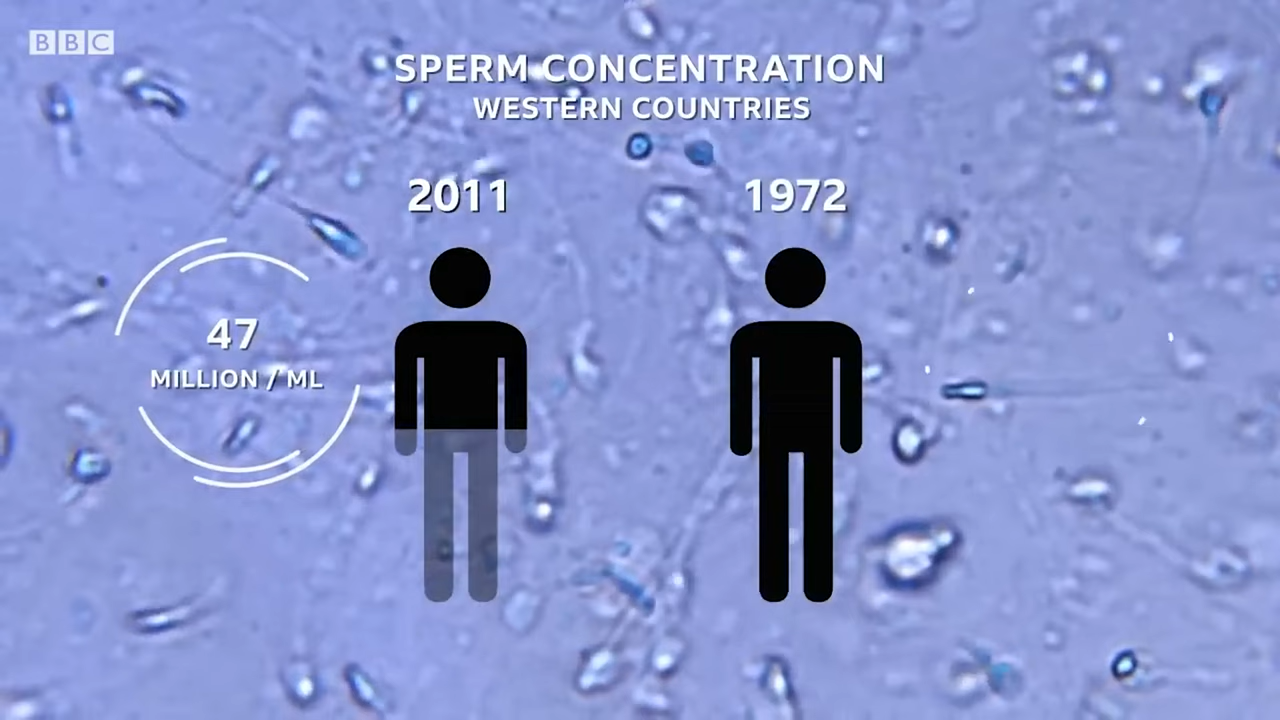 BBC
SPERM CONCENTRATION
WESTERN COUNTRIES
2011
1972
47
MILLION / ML